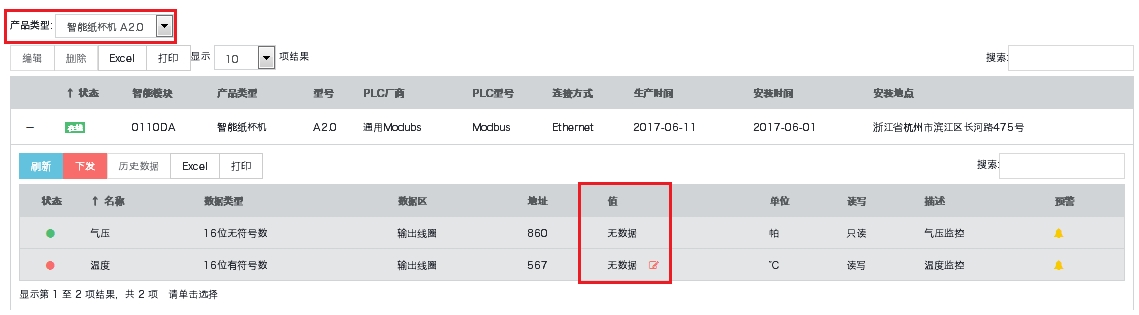 产品类型: 智能纸杯机 A2.0
编辑 删除 Excel 打印 显示 10 项结果 搜索:
↑ 状态 智能模块 产品类型 型号 PLC厂商 PLC型号 连接方式 生产时间 安装时间 安装地点
— 在线 0110DA 智能纸杯机 A2.0 通用Modubs Modbus Ethernet 2017-06-11 2017-06-01 浙江省杭州市滨江区长河路475号
刷新 下发 历史数据 Excel 打印 搜索:
状态 ↑ 名称 数据类型 数据区 地址 值 单位 读写 描述 预警
气压 16位无符号数 输出线圈 860 无数据 帕 只读 气压监控
温度 16位有符号数 输出线圈 567 无数据 ℃ 读写 温度监控
显示第 1 至 2 项结果，共 2 项 请单击选择